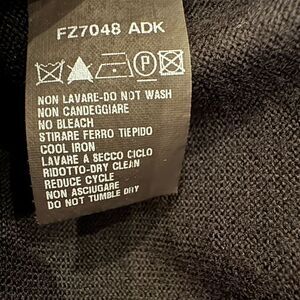 FZ7048 ADK
P
NON LAVARE-DO NOT WASH
NON CANDEGGIARE
NO BLEACH
STIRARE FERRO TIEPIDO
COOL IRON
LAVARE A SECCO CICLO
RIDOTTO-DRY CLEAN
REDUCE CYCLE
NON ASCIUGARE
DO NOT TUMBLE DRY